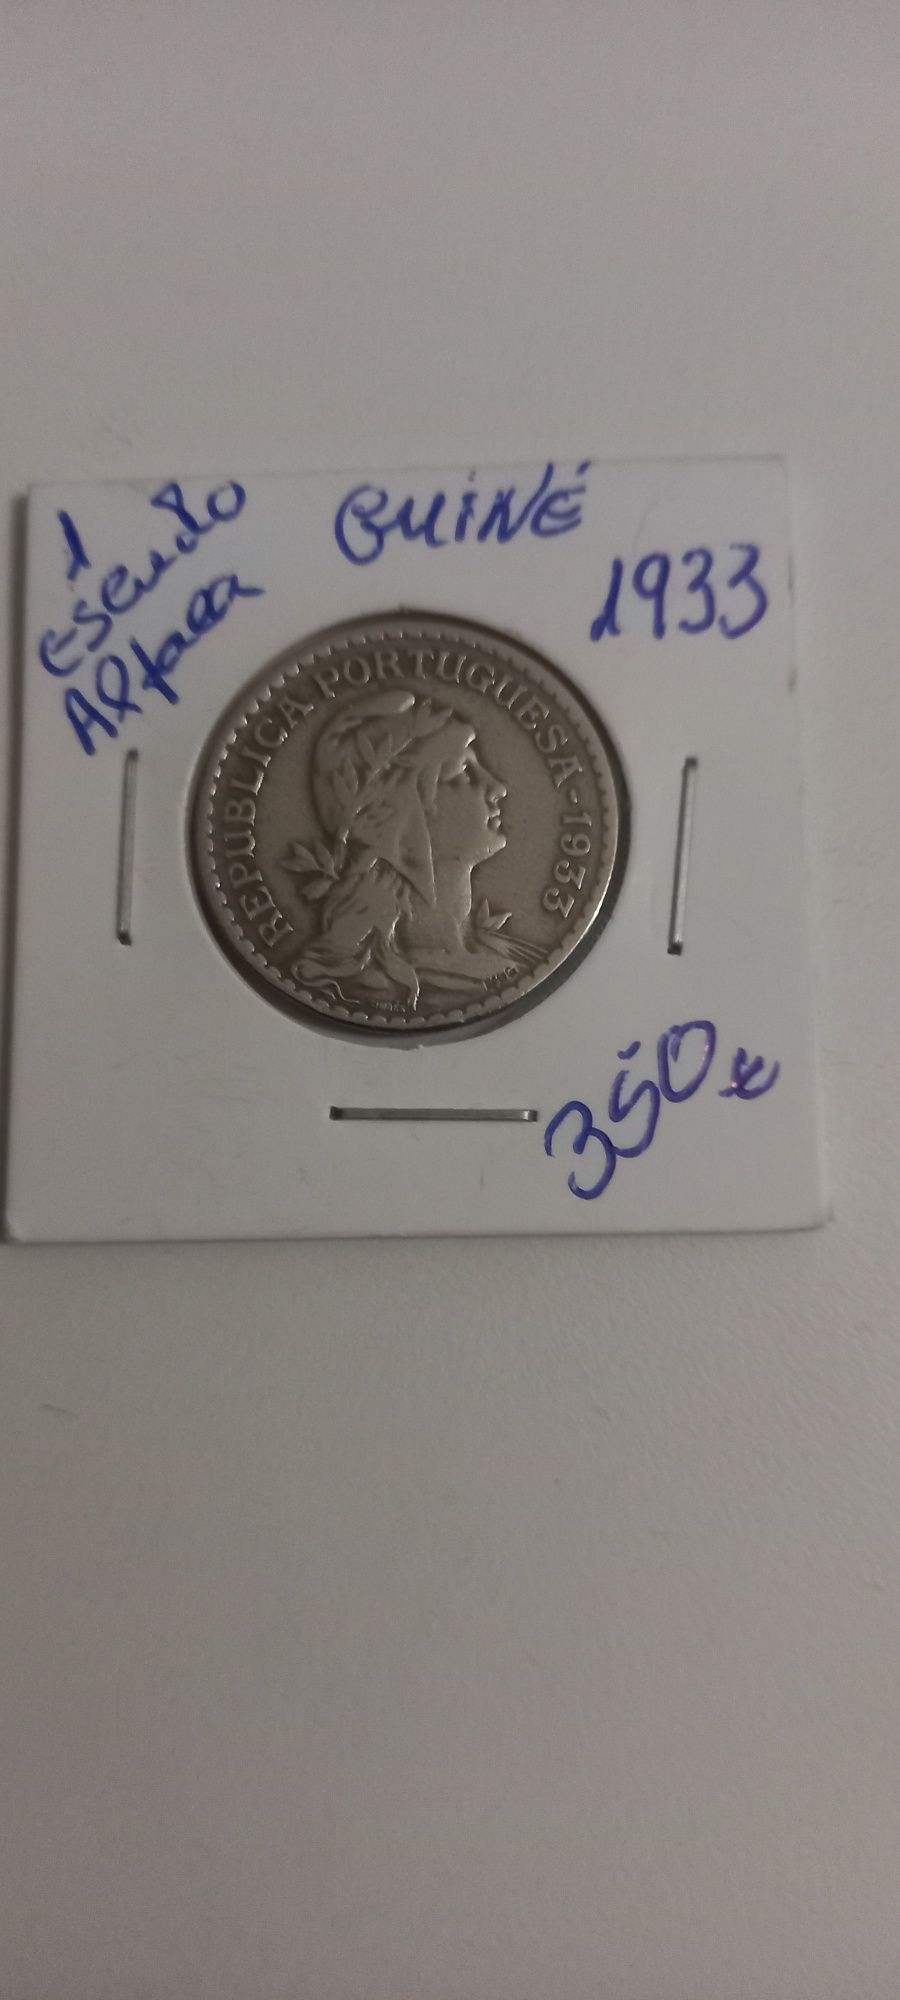 1
escudo
Alpaca
GUINÉ
1933
REPUBLICA PORTUGUESA - 1933
350